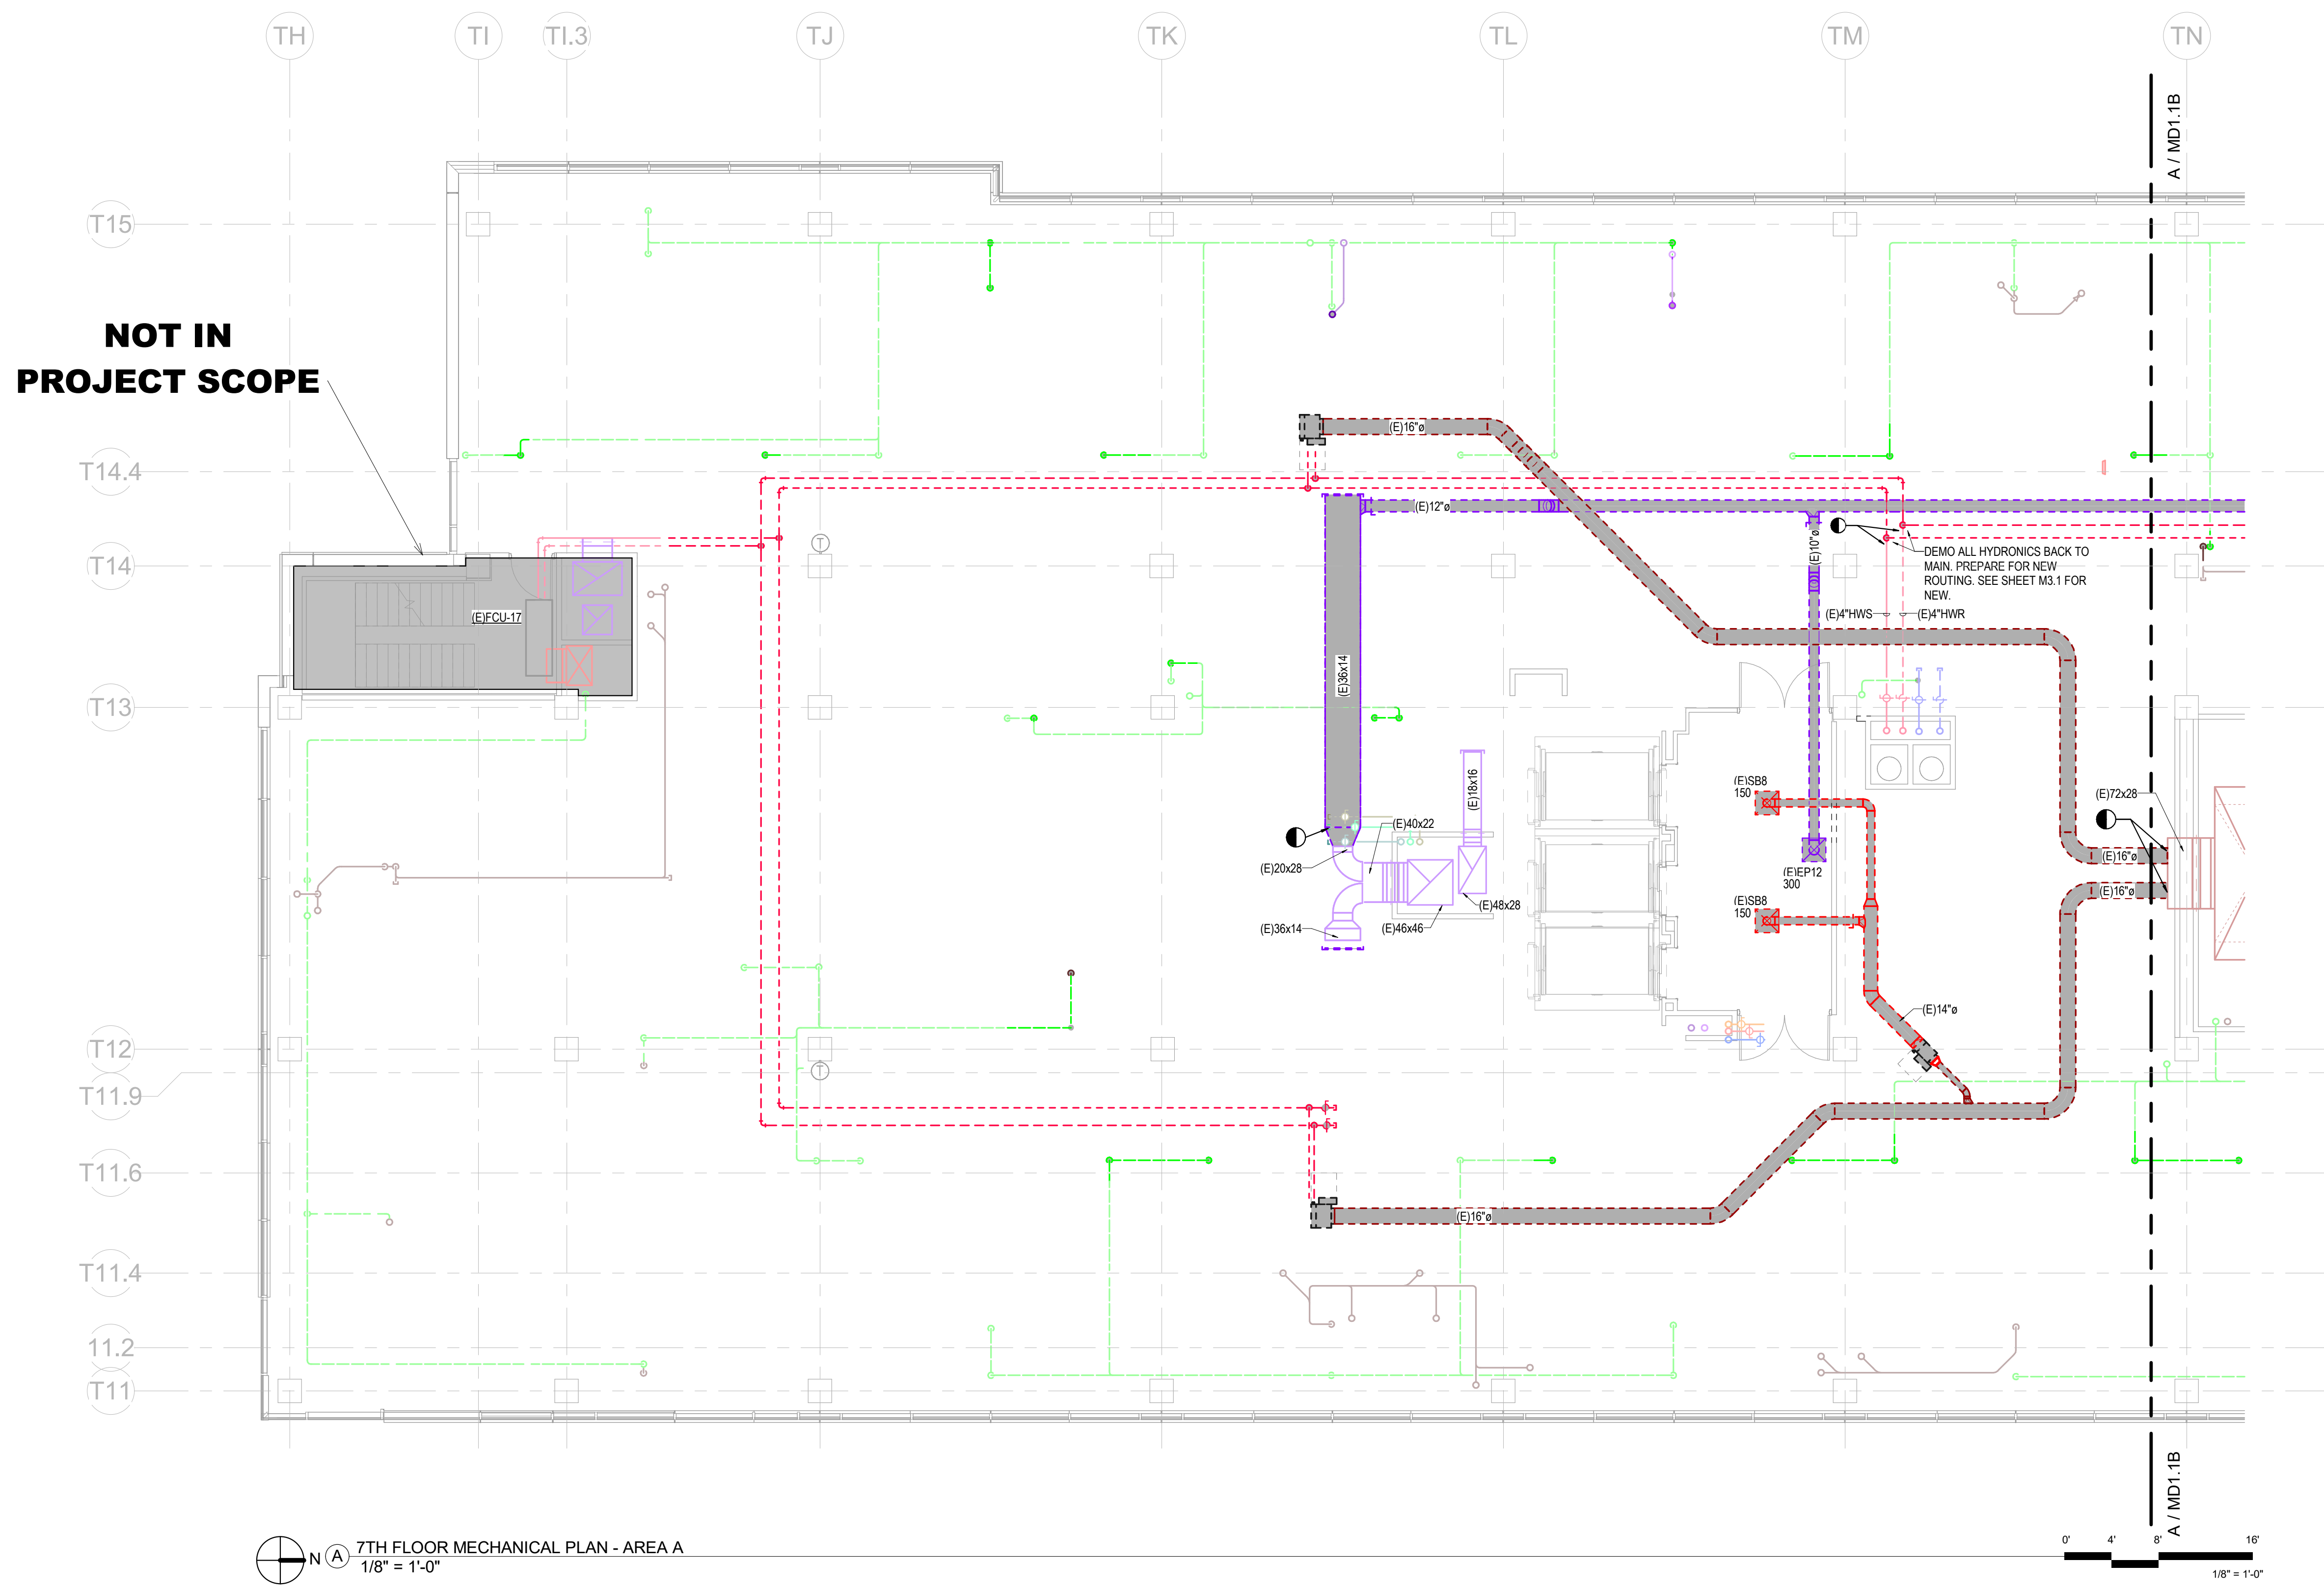 TH
TI
TI.3
TJ
TK
TL
TM
TN
A / MD1.1B
T15
NOT IN
PROJECT SCOPE
(E)16"ø
T14.4
(E)12"ø
(E)10"ø
T
DEMO ALL HYDRONICS BACK TO
MAIN. PREPARE FOR NEW
ROUTING. SEE SHEET M3.1 FOR
NEW.
T14
(E)FCU-17
(E)4"HWS
(E)4"HWR
(E)36x14
T13
(E)18x16
(E)SB8
150
(E)72x28
(E)40x22
(E)20x28
(E)16"ø
(E)EP12
300
(E)16"ø
(E)48x28
(E)SB8
150
(E)36x14
(E)46x46
(E)14"ø
T12
T
T11.9
T11.6
(E)16"ø
T11.4
11.2
T11
A / MD1.1B
N
A
7TH FLOOR MECHANICAL PLAN - AREA A
1/8" = 1'-0"
0'
4'
8'
16'
1/8" = 1'-0"